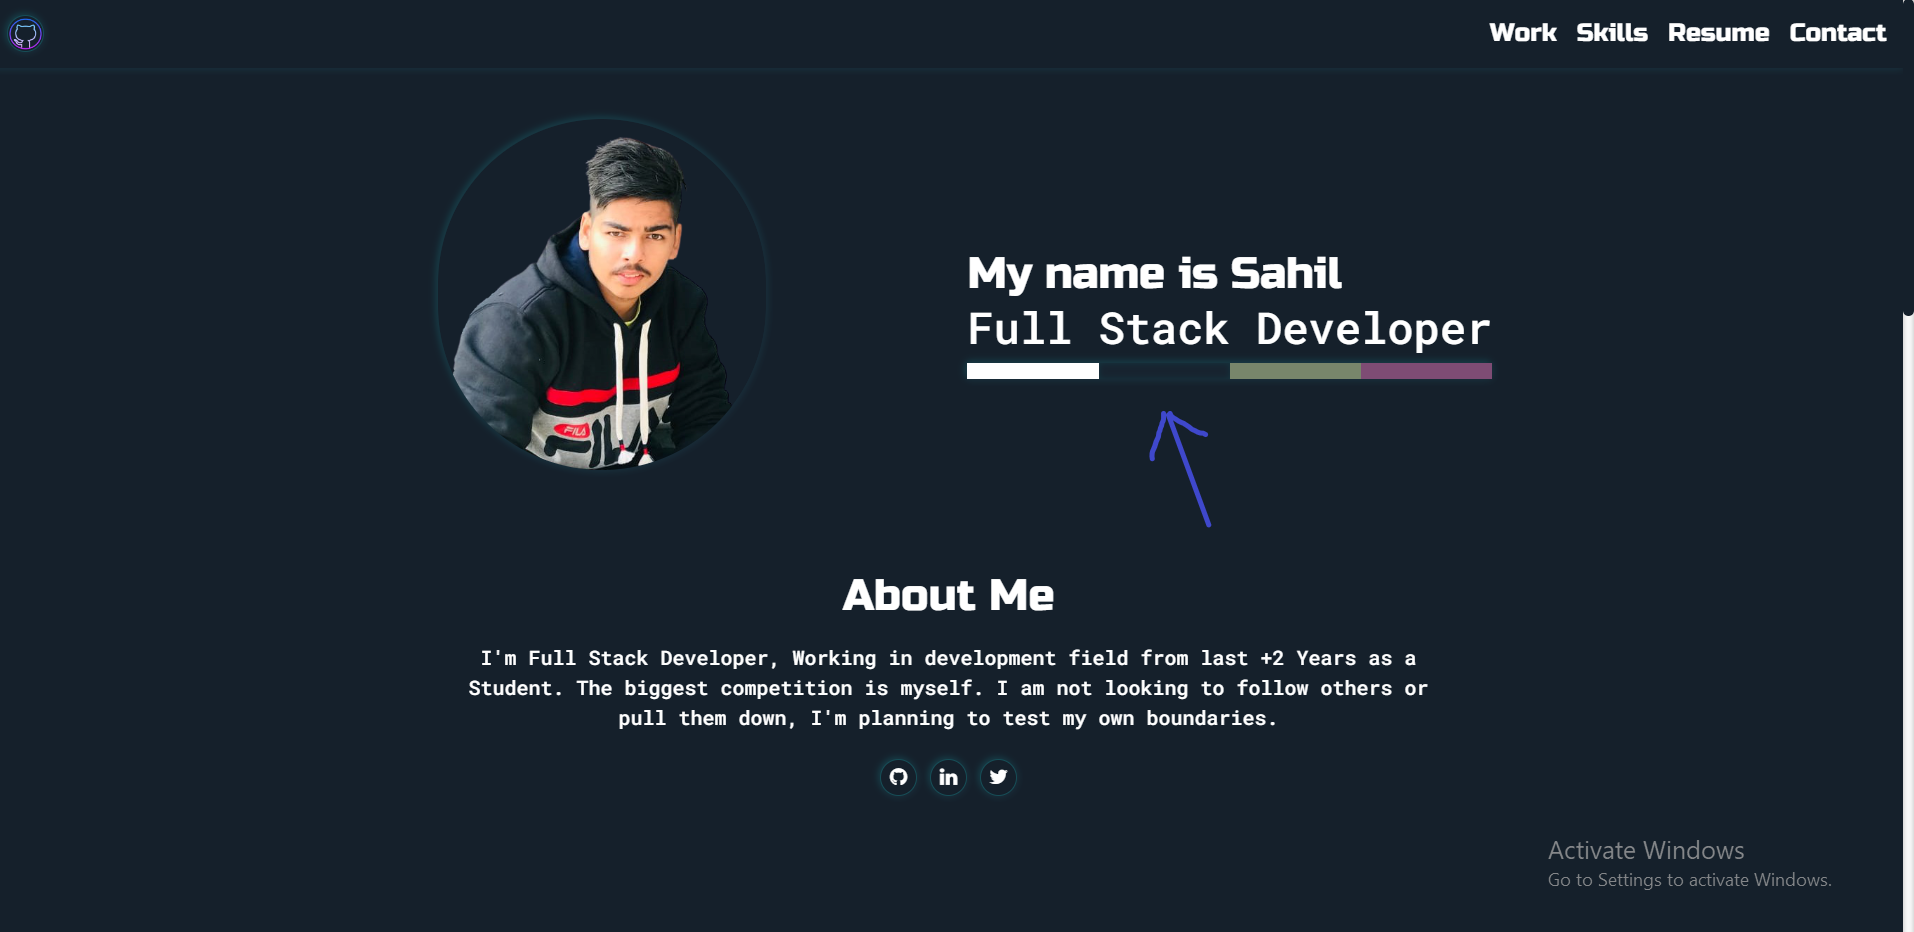 Work Skills Resume Contact
My name is Sahil
Full Stack Developer
FILA
About Me
I'm Full Stack Developer, Working in development field from last +2 Years as a
Student. The biggest competition is myself. I am not looking to follow others or
pull them down, I'm planning to test my own boundaries.
in
Activate Windows
Go to Settings to activate Windows.